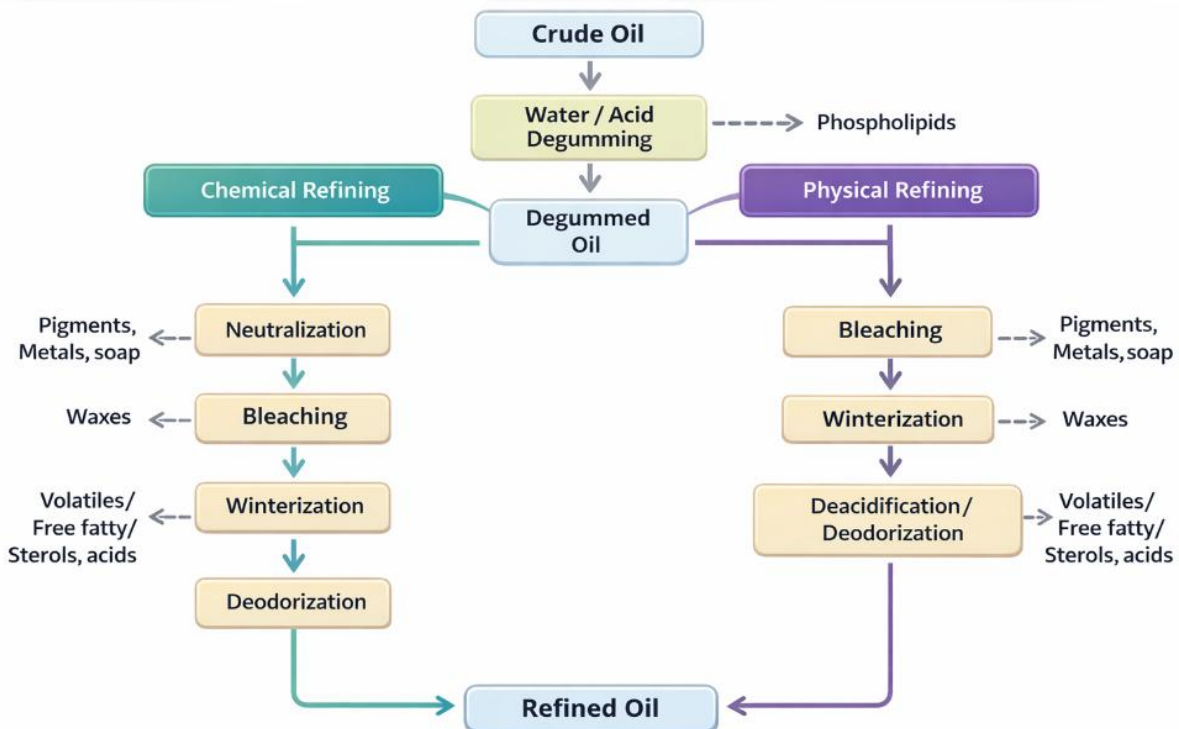 Crude Oil
Water / Acid
Degumming
Phospholipids
Chemical Refining
Physical Refining
Degummed
Oil
Pigments,
Metals, soap
Neutralization
Waxes
Bleaching
Volatiles/
Free fatty/
Sterols, acids
Winterization
Deodorization
Bleaching
Pigments,
Metals, soap
Winterization
Waxes
Deacidification/
Deodorization
Volatiles/
Free fatty/
Sterols, acids
Refined Oil